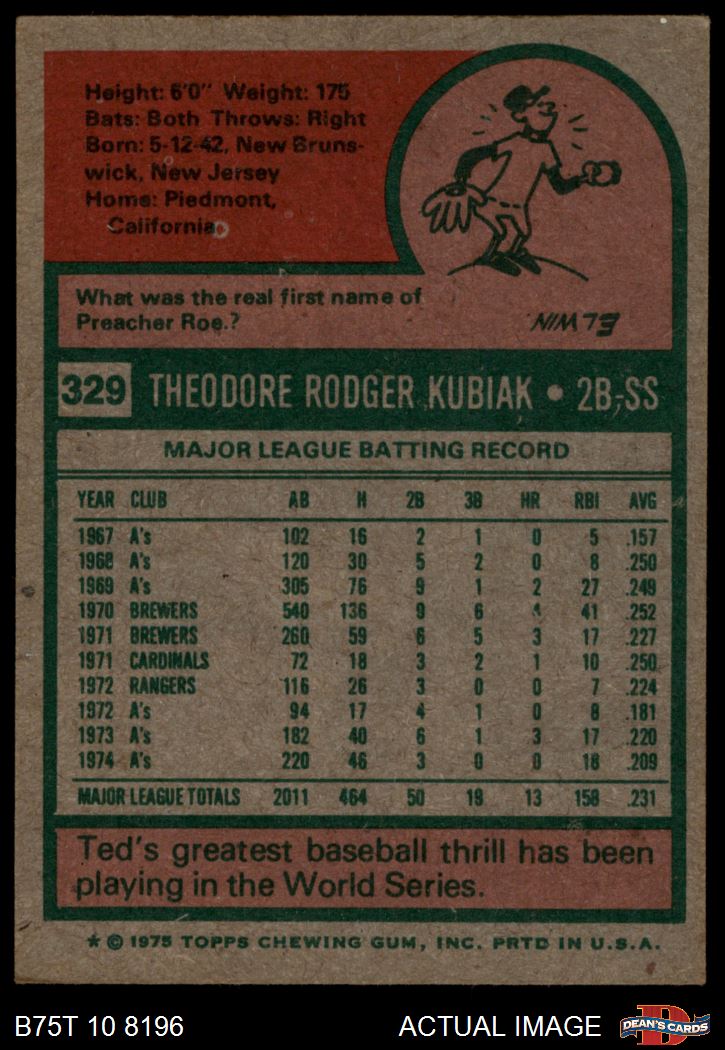 Height: 6'0" Weight: 175
Bats: Both Throws: Right
Born: 5-12-42, New Bruns-
wick, New Jersey
Home: Piedmont,
California
What was the real first name of
Preacher Roe.?
ELWIN
329 THEODORE RODGER KUBIAK • 2B-SS
MAJOR LEAGUE BATTING RECORD
YEAR CLUB AB H 2B 3B HR RBI AVG
1967 A's 102 16 2 1 0 5 .157
1968 A's 120 30 5 2 0 8 .250
1969 A's 305 76 9 1 2 27 .249
1970 BREWERS 540 136 9 6 4 41 .252
1971 BREWERS 260 59 6 5 3 17 .227
1971 CARDINALS 72 18 3 2 1 10 .250
1972 RANGERS 116 26 3 0 0 7 .224
1972 A's 94 17 4 1 0 8 .181
1973 A's 182 40 6 1 3 17 .220
1974 A's 220 46 3 0 0 18 .209
MAJOR LEAGUE TOTALS 2011 464 50 19 13 158 .231
Ted's greatest baseball thrill has been
playing in the World Series.
* © 1975 TOPPS CHEWING GUM, INC. PRTD IN U.S.A.
B75T 10 8196 ACTUAL IMAGE DEAN'S CARDS